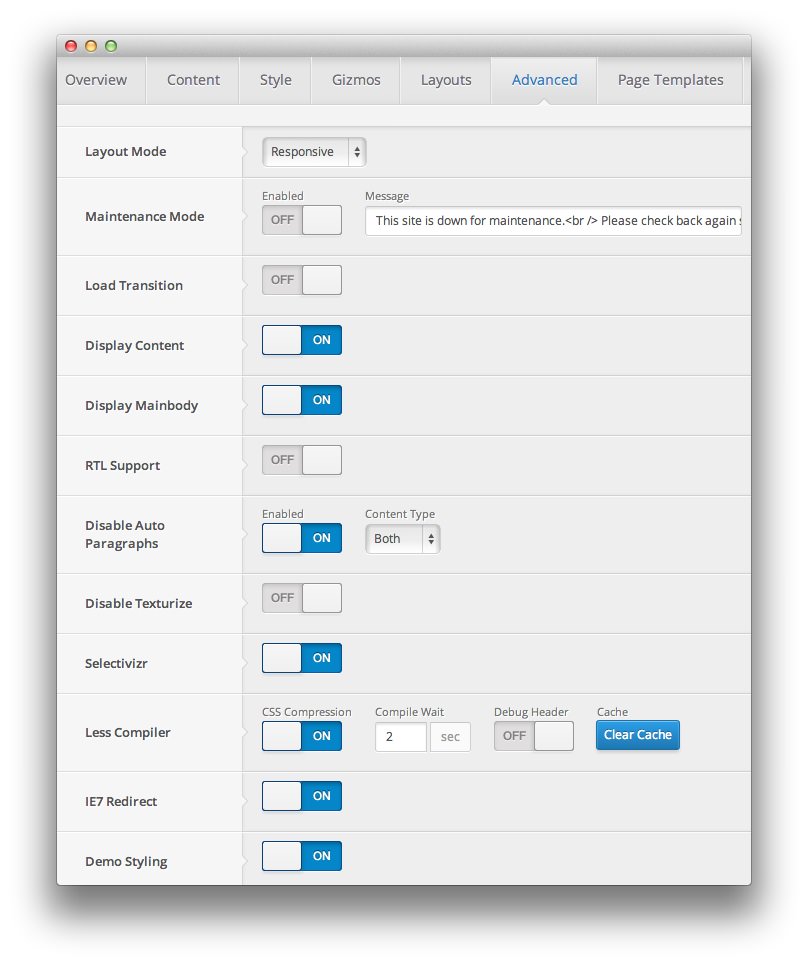 Overview Content Style Gizmos Layouts Advanced Page Templates
Layout Mode Responsive
Enabled Message
Maintenance Mode OFF This site is down for maintenance.<br /> Please check back again
Load Transition OFF
Display Content ON
Display Mainbody ON
RTL Support OFF
Enabled Content Type
Disable Auto
Paragraphs ON Both
Disable Texturize OFF
Selectivizr ON
CSS Compression Compile Wait Debug Header Cache
Less Compiler ON 2 sec OFF Clear Cache
IE7 Redirect ON
Demo Styling ON